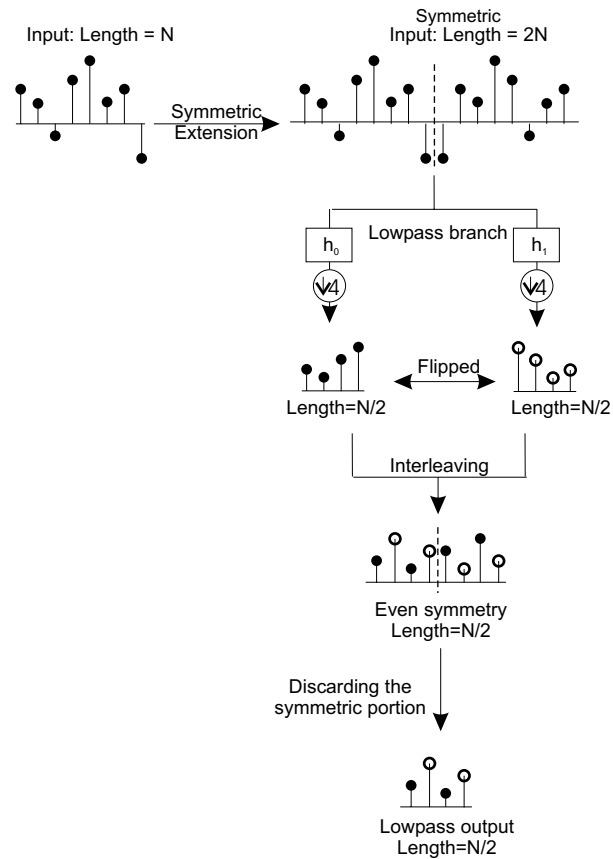 Symmetric
Input: Length = N
Input: Length = 2N
Symmetric
Extension
Lowpass branch
h₀
h₁
↓4
↓4
Flipped
Length=N/2
Length=N/2
Interleaving
Even symmetry
Length=N/2
Discarding the
symmetric portion
Lowpass output
Length=N/2